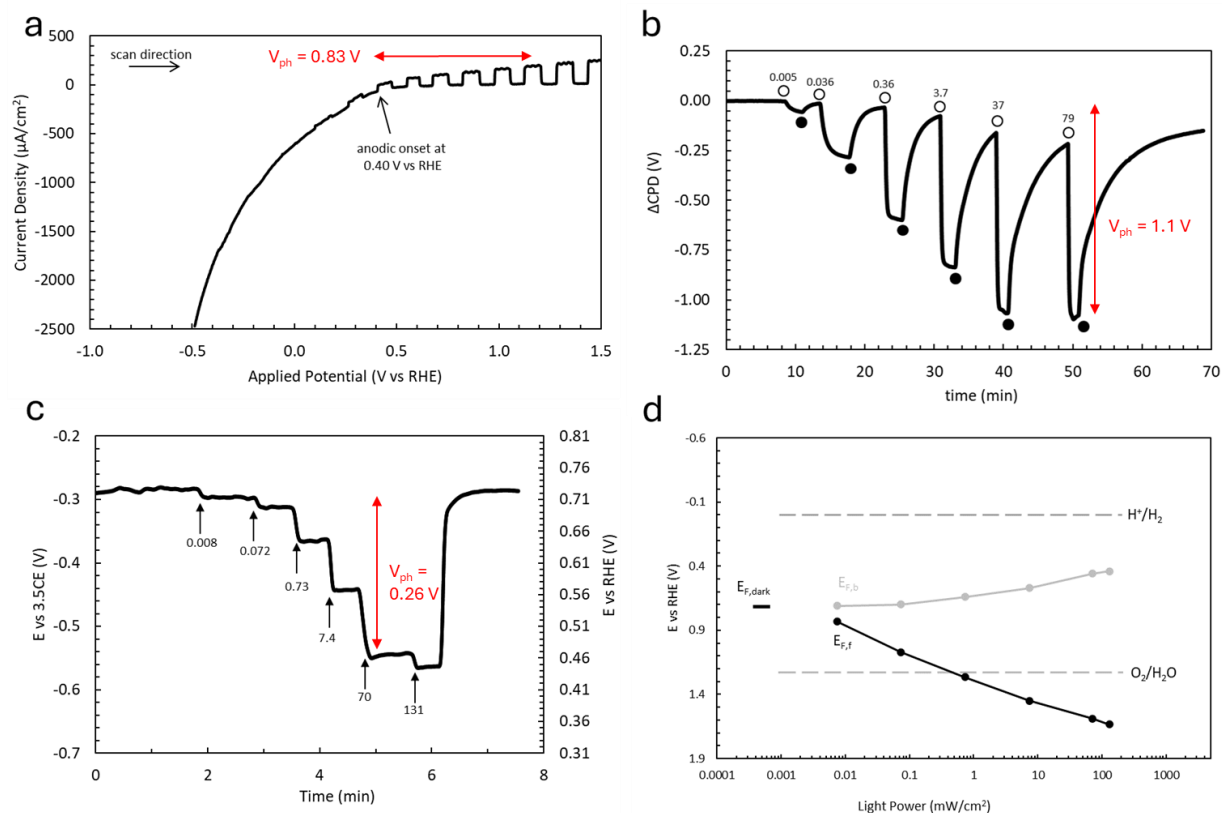 a
500
0
-500
-1000
-1500
-2000
-2500
Current Density (µA/cm²)
scan direction
Vph = 0.83 V
anodic onset at
0.40 V vs RHE
-1.0 -0.5 0.0 0.5 1.0 1.5
Applied Potential (V vs RHE)
b
0.25
0.00
-0.25
-0.50
-0.75
-1.00
-1.25
ΔCPD (V)
0.005 0.036 0.36 3.7 37 79
Vph = 1.1 V
0 10 20 30 40 50 60 70
time (min)
c
-0.2
-0.3
-0.4
-0.5
-0.6
-0.7
E vs 3.5CE (V)
0.81
0.76
0.71
0.66
0.61
0.56
0.51
0.46
0.41
0.36
0.31
E vs RHE (V)
0.008
0.072
0.73
7.4
70
131
Vph =
0.26 V
0 2 4 6 8
Time (min)
d
-0.6
-0.1
0.4
0.9
1.4
1.9
E vs RHE (V)
H⁺/H₂
EF,dark
EF,b
EF,f
O₂/H₂O
0.0001 0.001 0.01 0.1 1 10 100 1000
Light Power (mW/cm²)